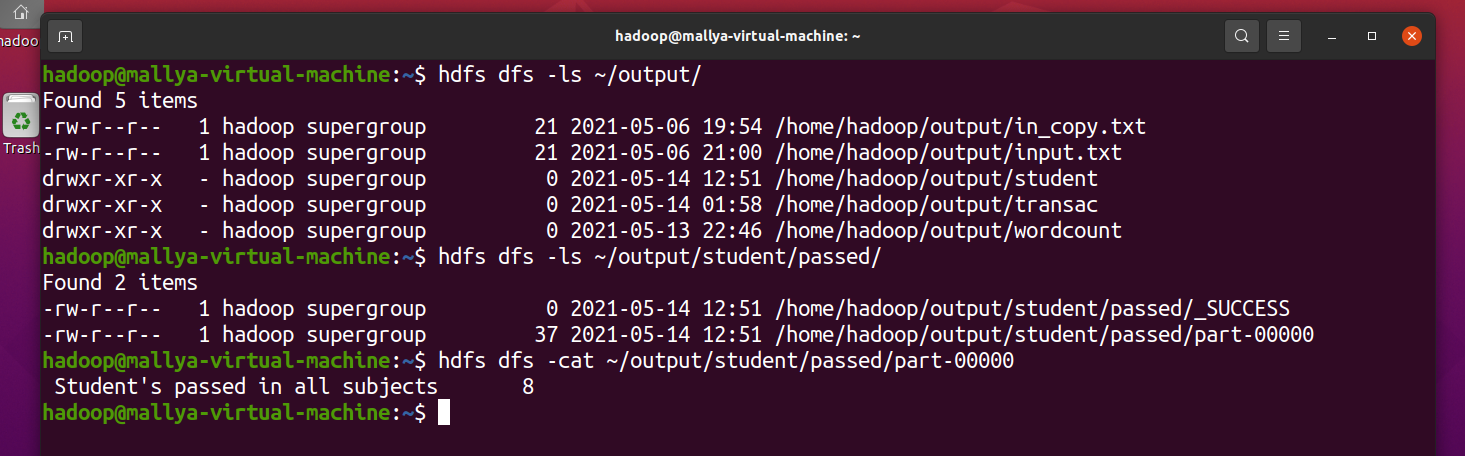 hadoop@mallya-virtual-machine: ~
hadoo
Trash
hadoop@mallya-virtual-machine:~$ hdfs dfs -ls ~/output/
Found 5 items
-rw-r--r--   1 hadoop supergroup         21 2021-05-06 19:54 /home/hadoop/output/in_copy.txt
-rw-r--r--   1 hadoop supergroup         21 2021-05-06 21:00 /home/hadoop/output/input.txt
drwxr-xr-x   - hadoop supergroup          0 2021-05-14 12:51 /home/hadoop/output/student
drwxr-xr-x   - hadoop supergroup          0 2021-05-14 01:58 /home/hadoop/output/transac
drwxr-xr-x   - hadoop supergroup          0 2021-05-13 22:46 /home/hadoop/output/wordcount
hadoop@mallya-virtual-machine:~$ hdfs dfs -ls ~/output/student/passed/
Found 2 items
-rw-r--r--   1 hadoop supergroup          0 2021-05-14 12:51 /home/hadoop/output/student/passed/_SUCCESS
-rw-r--r--   1 hadoop supergroup         37 2021-05-14 12:51 /home/hadoop/output/student/passed/part-00000
hadoop@mallya-virtual-machine:~$ hdfs dfs -cat ~/output/student/passed/part-00000
 Student's passed in all subjects       8
hadoop@mallya-virtual-machine:~$